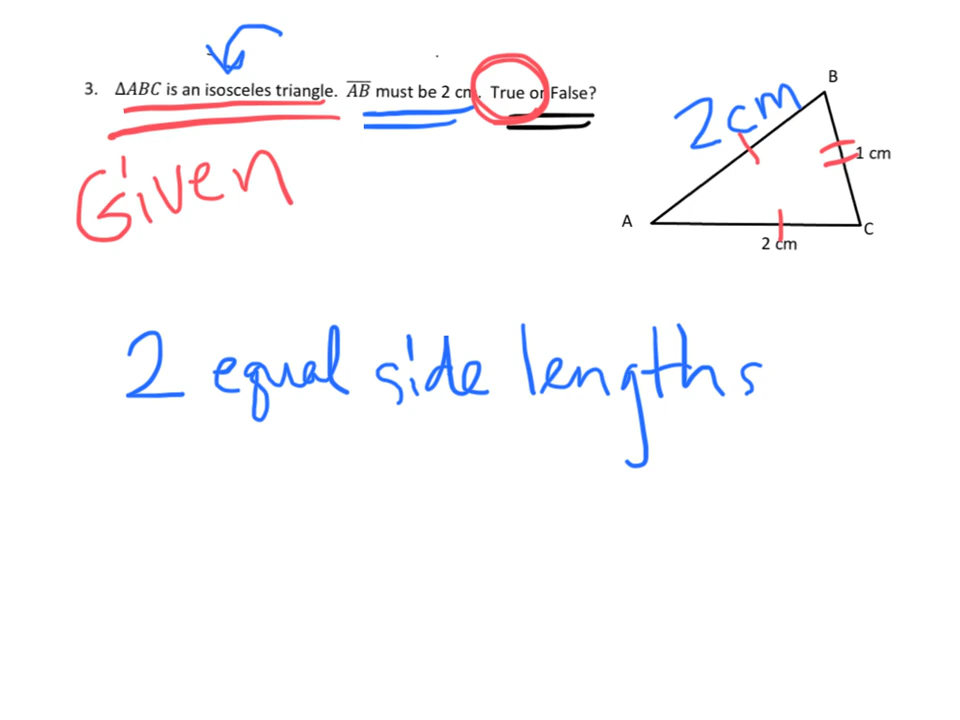 3. ΔABC is an isosceles triangle. AB must be 2 cm. True or False?
B
2cm
1 cm
A
C
2 cm
Given
2 equal side lengths